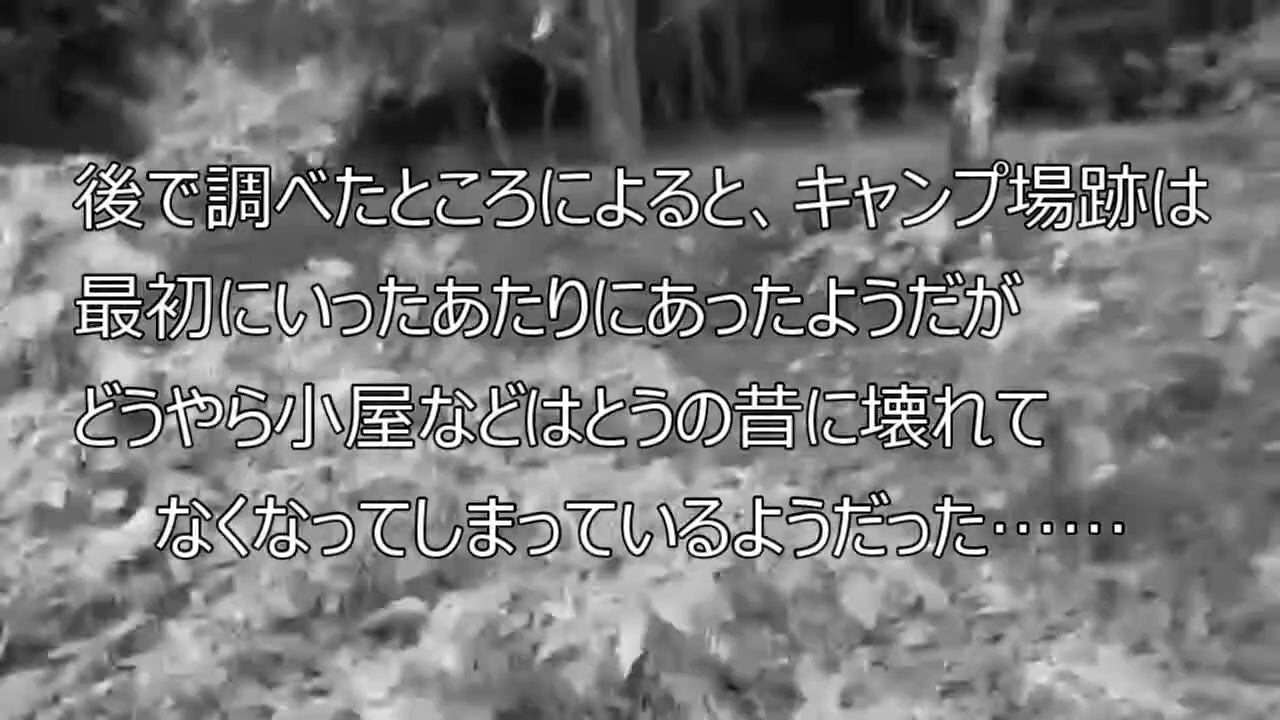 後で調べたところによると、キャンプ場跡は
最初にいったあたりにあったようだが
どうやら小屋などはとうの昔に壊れて
なくなってしまっているようだった……